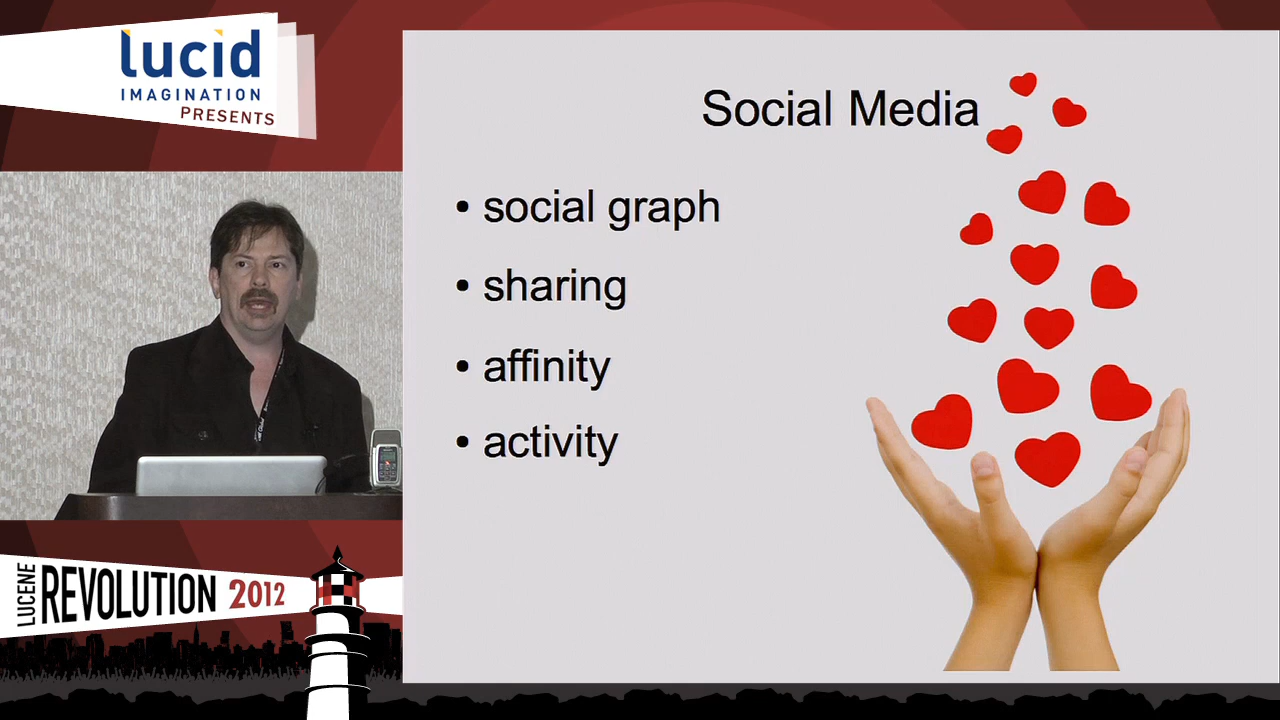 lucid
IMAGINATION
PRESENTS
Social Media
• social graph
• sharing
• affinity
• activity
LUCENE
REVOLUTION 2012